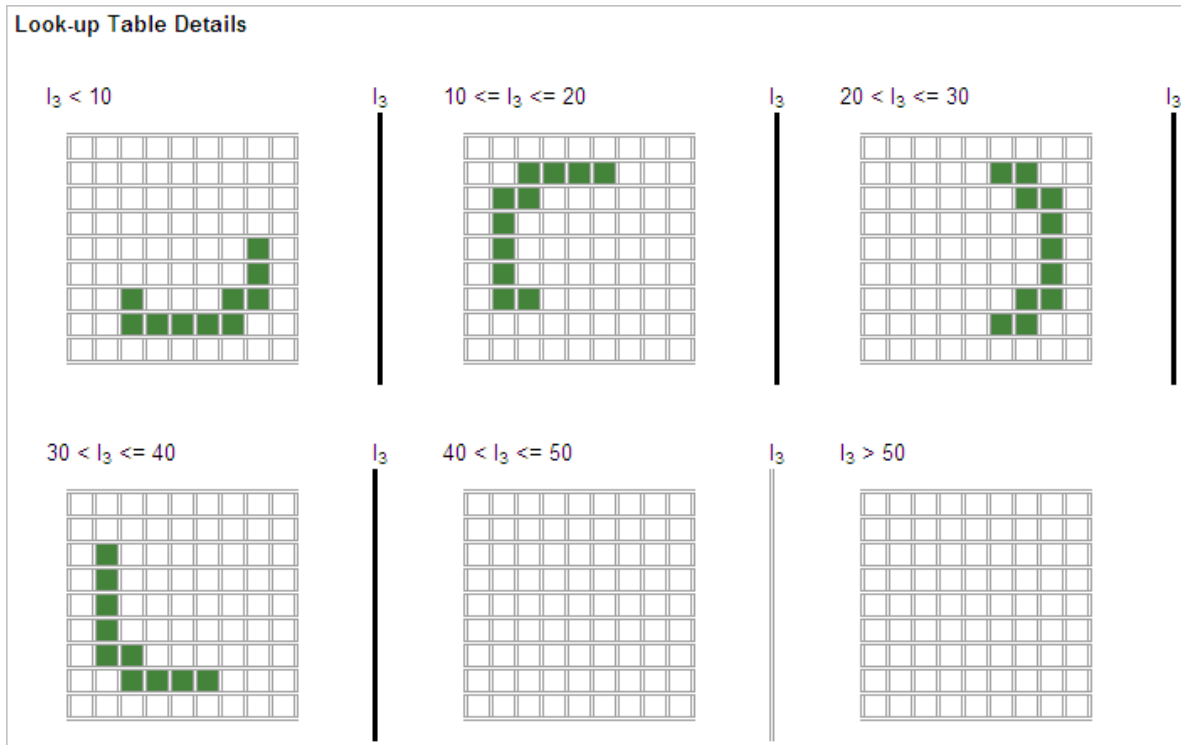 Look-up Table Details
I₃ < 10 I₃ 10 <= I₃ <= 20 I₃ 20 < I₃ <= 30 I₃
30 < I₃ <= 40 I₃ 40 < I₃ <= 50 I₃ I₃ > 50